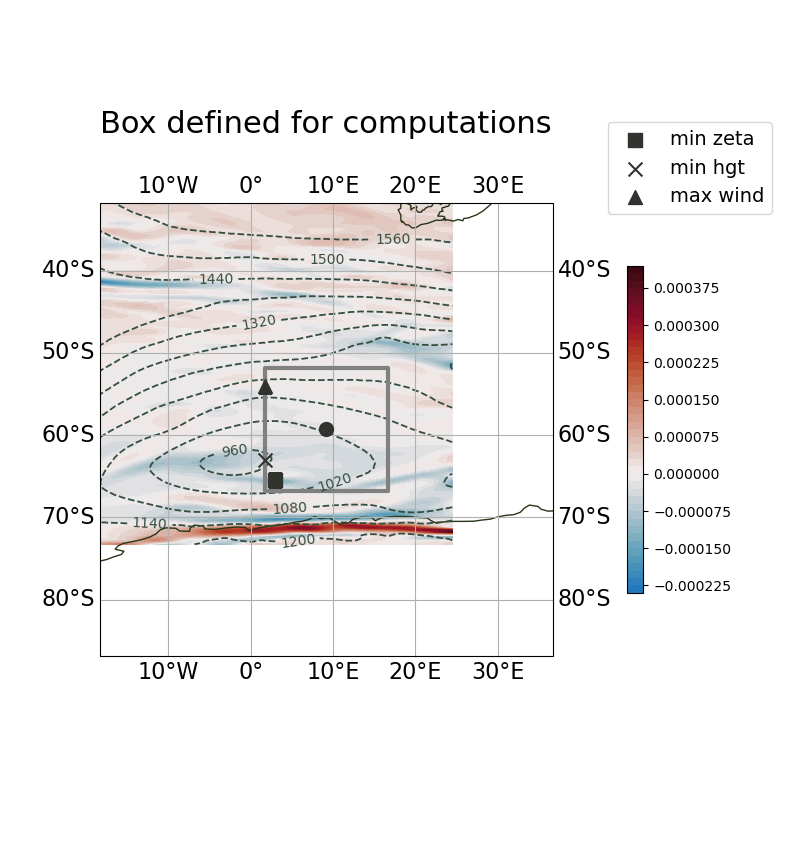 Box defined for computations
min zeta
min hgt
max wind
10°W 0° 10°E 20°E 30°E
1560
1500
40°S 1440 40°S
1320
50°S 50°S
60°S 60°S
960
1020
1080
70°S 1140 70°S
1200
80°S 80°S
10°W 0° 10°E 20°E 30°E
0.000375
0.000300
0.000225
0.000150
0.000075
0.000000
−0.000075
−0.000150
−0.000225